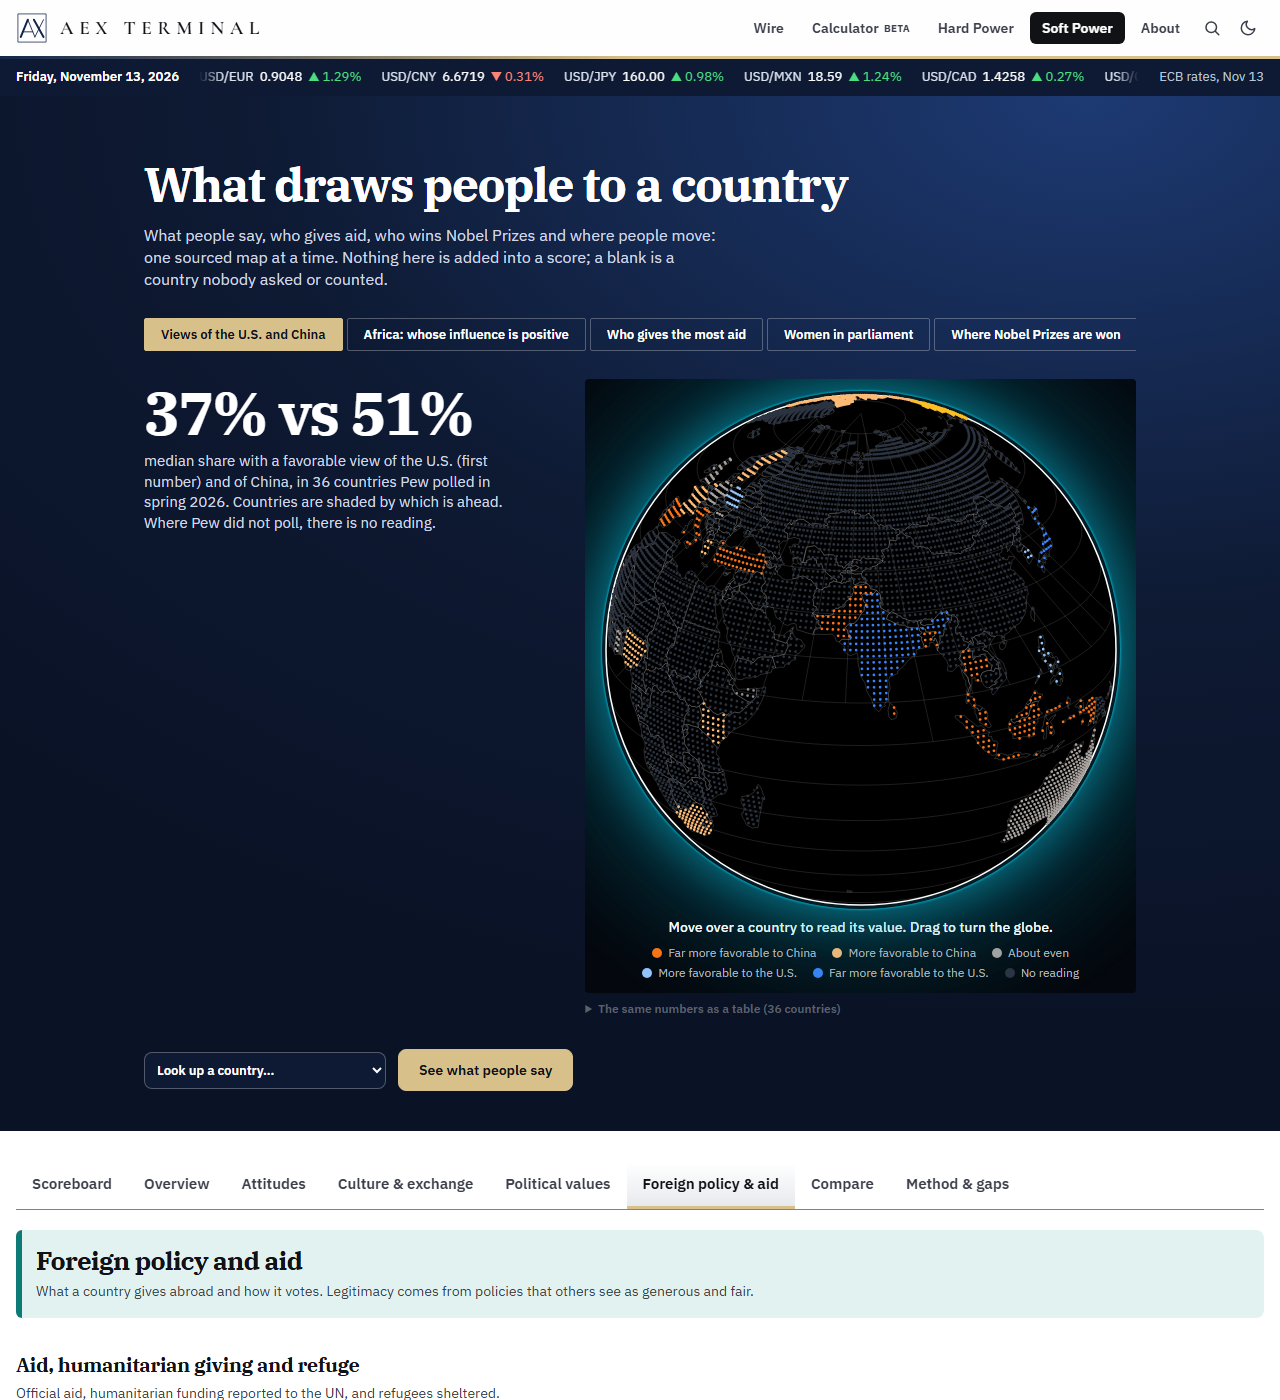 AEX TERMINAL
Wire
Calculator BETA
Hard Power
Soft Power
About
Friday, November 13, 2026
USD/EUR 0.9048 ▲ 1.29%
USD/CNY 6.6719 ▼ 0.31%
USD/JPY 160.00 ▲ 0.98%
USD/MXN 18.59 ▲ 1.24%
USD/CAD 1.4258 ▲ 0.27%
USD/
ECB rates, Nov 13
What draws people to a country
What people say, who gives aid, who wins Nobel Prizes and where people move:
one sourced map at a time. Nothing here is added into a score; a blank is a
country nobody asked or counted.
Views of the U.S. and China
Africa: whose influence is positive
Who gives the most aid
Women in parliament
Where Nobel Prizes are won
37% vs 51%
median share with a favorable view of the U.S. (first
number) and of China, in 36 countries Pew polled in
spring 2026. Countries are shaded by which is ahead.
Where Pew did not poll, there is no reading.
Move over a country to read its value. Drag to turn the globe.
Far more favorable to China
More favorable to China
About even
More favorable to the U.S.
Far more favorable to the U.S.
No reading
The same numbers as a table (36 countries)
Look up a country...
See what people say
Scoreboard
Overview
Attitudes
Culture & exchange
Political values
Foreign policy & aid
Compare
Method & gaps
Foreign policy and aid
What a country gives abroad and how it votes. Legitimacy comes from policies that others see as generous and fair.
Aid, humanitarian giving and refuge
Official aid, humanitarian funding reported to the UN, and refugees sheltered.